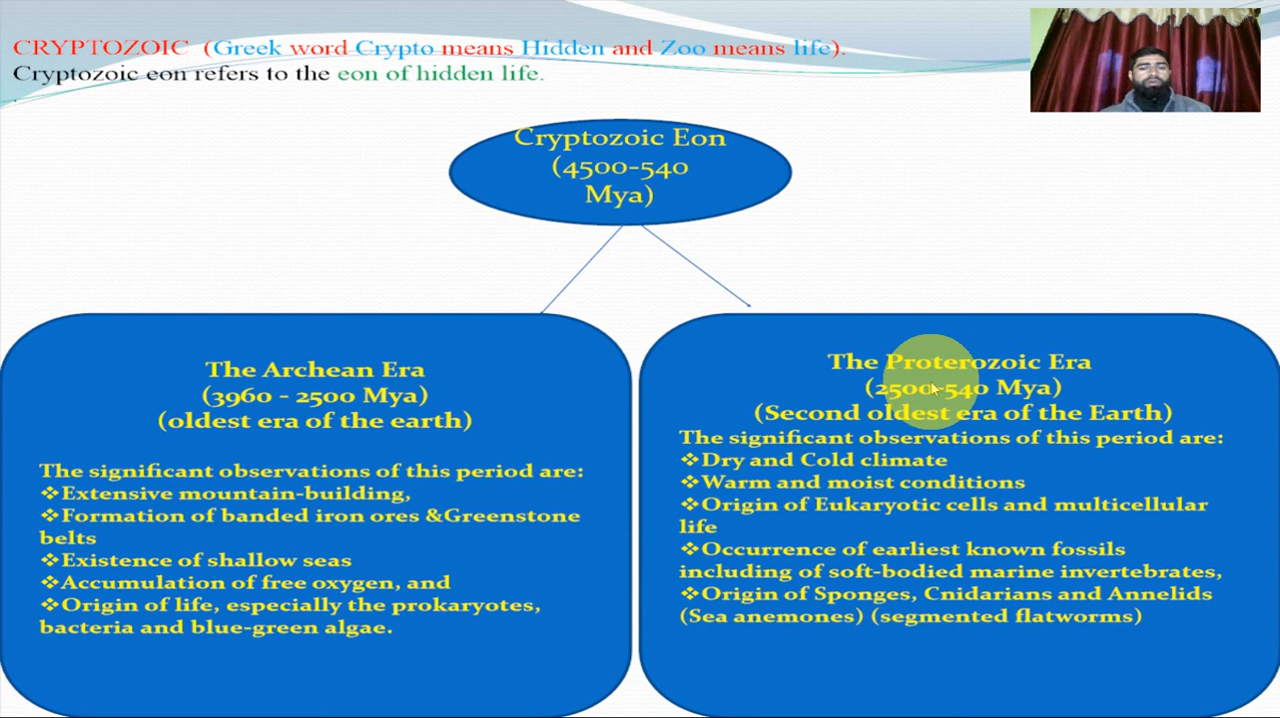 CRYPTOZOIC (Greek word Crypto means Hidden and Zoo means life).
Cryptozoic eon refers to the eon of hidden life.
.
Cryptozoic Eon
(4500-540
Mya)
The Archean Era
(3960 - 2500 Mya)
(oldest era of the earth)
The significant observations of this period are:
❖Extensive mountain-building,
❖Formation of banded iron ores &Greenstone
belts
❖Existence of shallow seas
❖Accumulation of free oxygen, and
❖Origin of life, especially the prokaryotes,
bacteria and blue-green algae.
The Proterozoic Era
(2500-540 Mya)
(Second oldest era of the Earth)
The significant observations of this period are:
❖Dry and Cold climate
❖Warm and moist conditions
❖Origin of Eukaryotic cells and multicellular
life
❖Occurrence of earliest known fossils
including of soft-bodied marine invertebrates,
❖Origin of Sponges, Cnidarians and Annelids
(Sea anemones) (segmented flatworms)